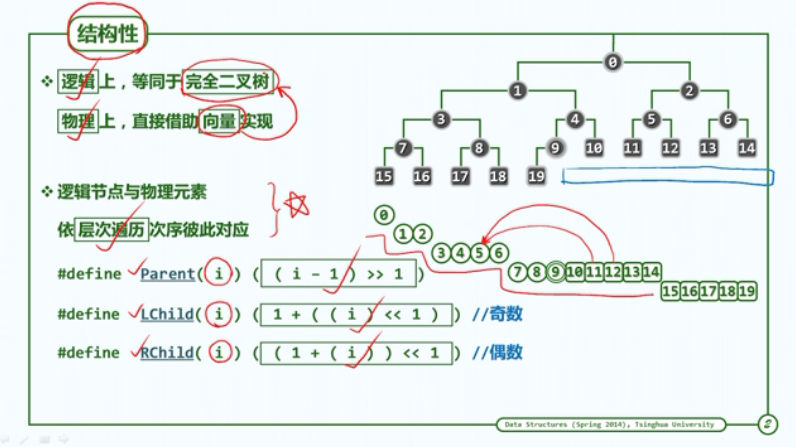 结构性
❖ 逻辑上，等同于完全二叉树
物理上，直接借助向量实现
❖ 逻辑节点与物理元素
依层次遍历次序彼此对应
#define Parent( i ) ( ( i - 1 ) >> 1 )
#define LChild( i ) ( 1 + ( ( i ) << 1 ) ) //奇数
#define RChild( i ) ( ( 1 + ( i ) ) << 1 ) //偶数
0
1 2
3 4 5 6
7 8 9 10 11 12 13 14
15 16 17 18 19
0
1 2
3 4 5 6
7 8 9 10 11 12 13 14
15 16 17 18 19
Data Structures (Spring 2014), Tsinghua University
2